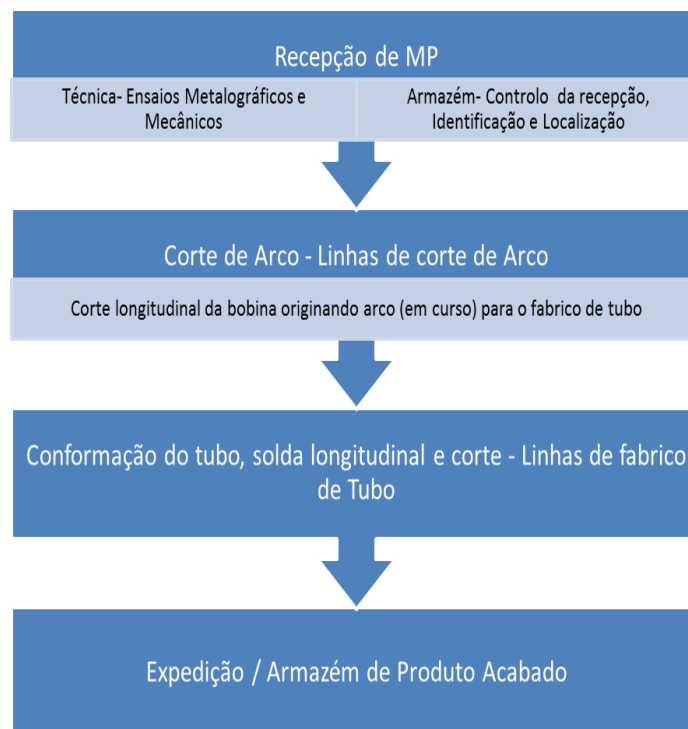 Recepção de MP
Técnica- Ensaios Metalográficos e
Mecânicos
Armazém- Controlo da recepção,
Identificação e Localização
Corte de Arco - Linhas de corte de Arco
Corte longitudinal da bobina originando arco (em curso) para o fabrico de tubo
Conformação do tubo, solda longitudinal e corte - Linhas de fabrico
de Tubo
Expedição / Armazém de Produto Acabado